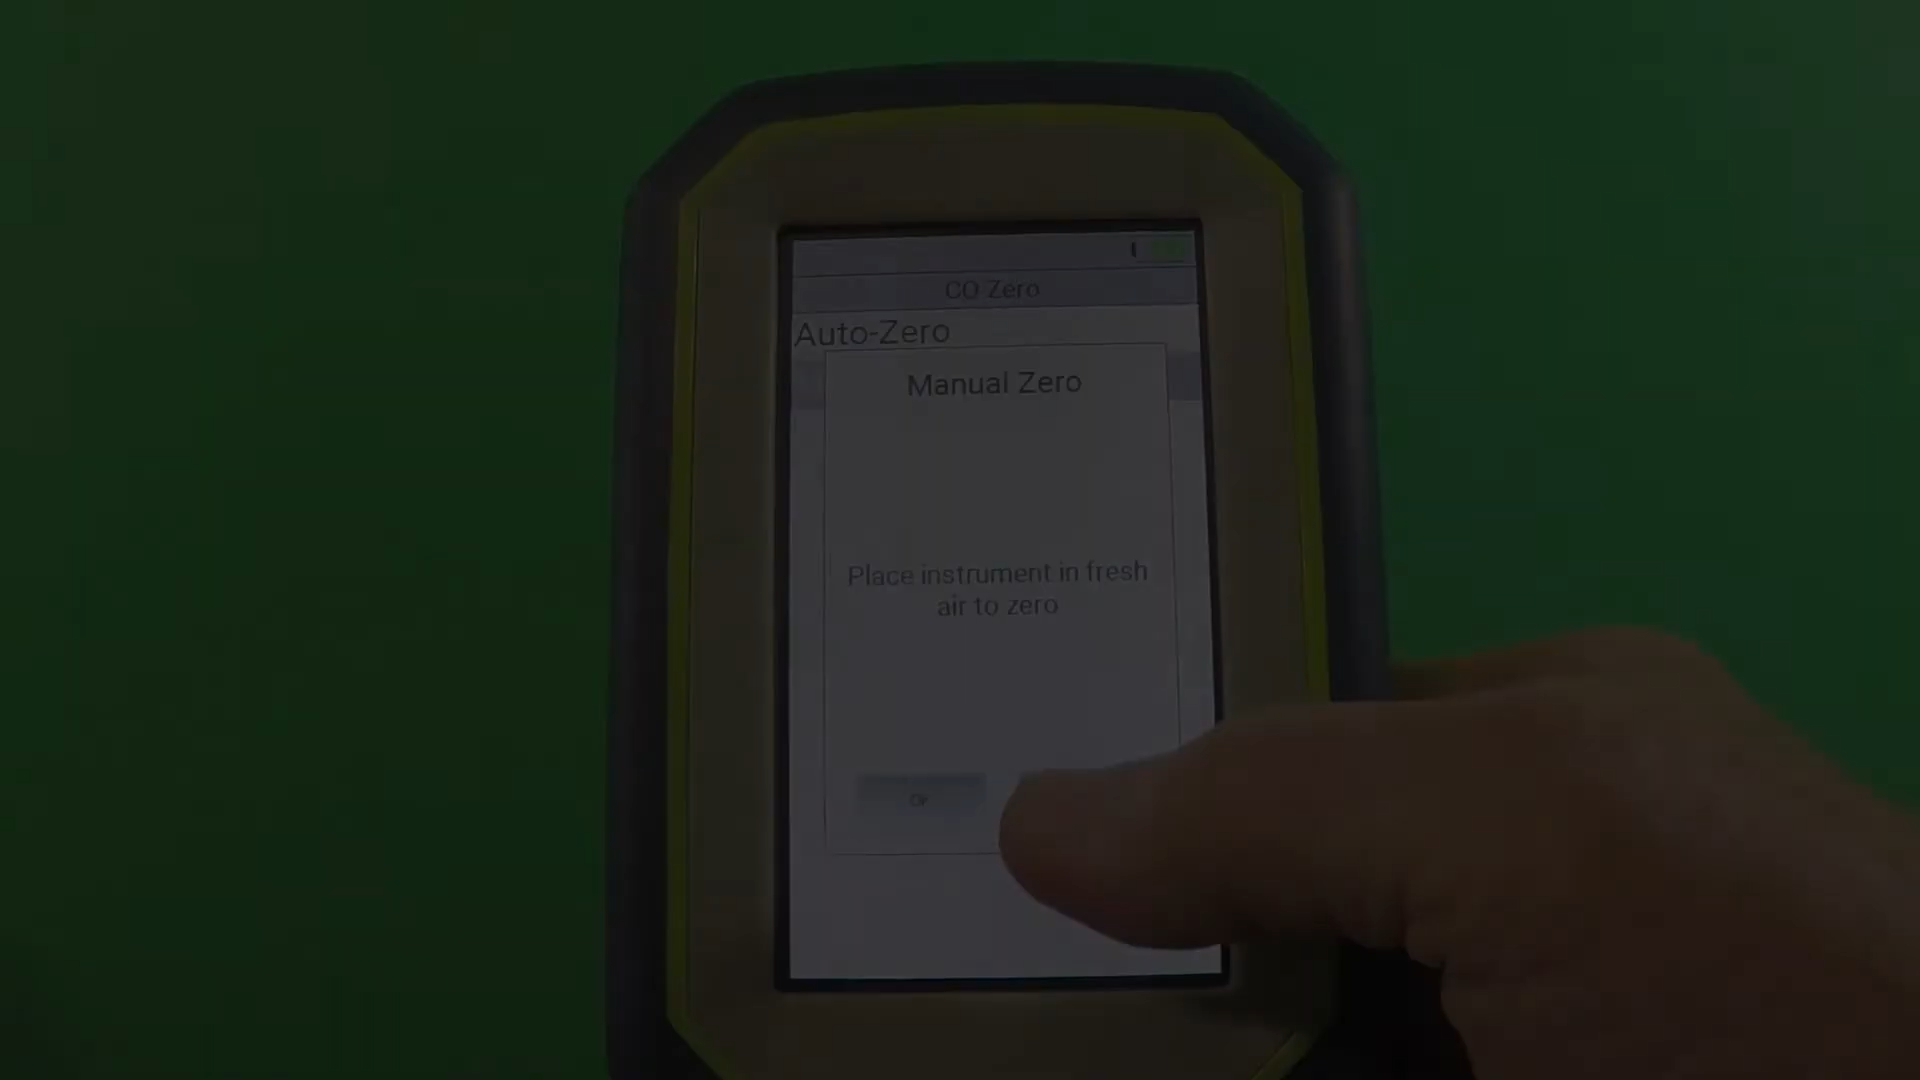 CO Zero
Auto-Zero
Manual Zero
Place instrument in fresh
air to zero